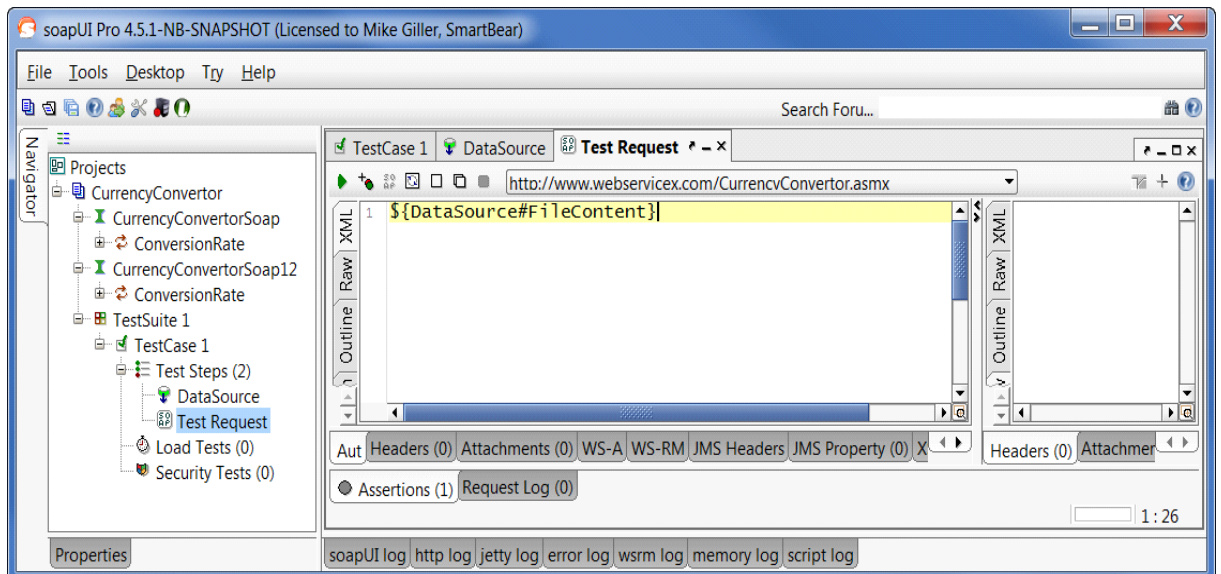 soapUI Pro 4.5.1-NB-SNAPSHOT (Licensed to Mike Giller, SmartBear)
File Tools Desktop Try Help
Search Foru...
Navigator
Projects
CurrencyConvertor
CurrencyConvertorSoap
ConversionRate
CurrencyConvertorSoap12
ConversionRate
TestSuite 1
TestCase 1
Test Steps (2)
DataSource
Test Request
Load Tests (0)
Security Tests (0)
Properties
TestCase 1 DataSource Test Request
http://www.webservicex.com/CurrencyConvertor.asmx
XML
Raw
Outline
1 ${DataSource#FileContent}
XML
Raw
Outline
Aut Headers (0) Attachments (0) WS-A WS-RM JMS Headers JMS Property (0) X
Headers (0) Attachmer
Assertions (1) Request Log (0)
1 : 26
soapUI log http log jetty log error log wsrm log memory log script log